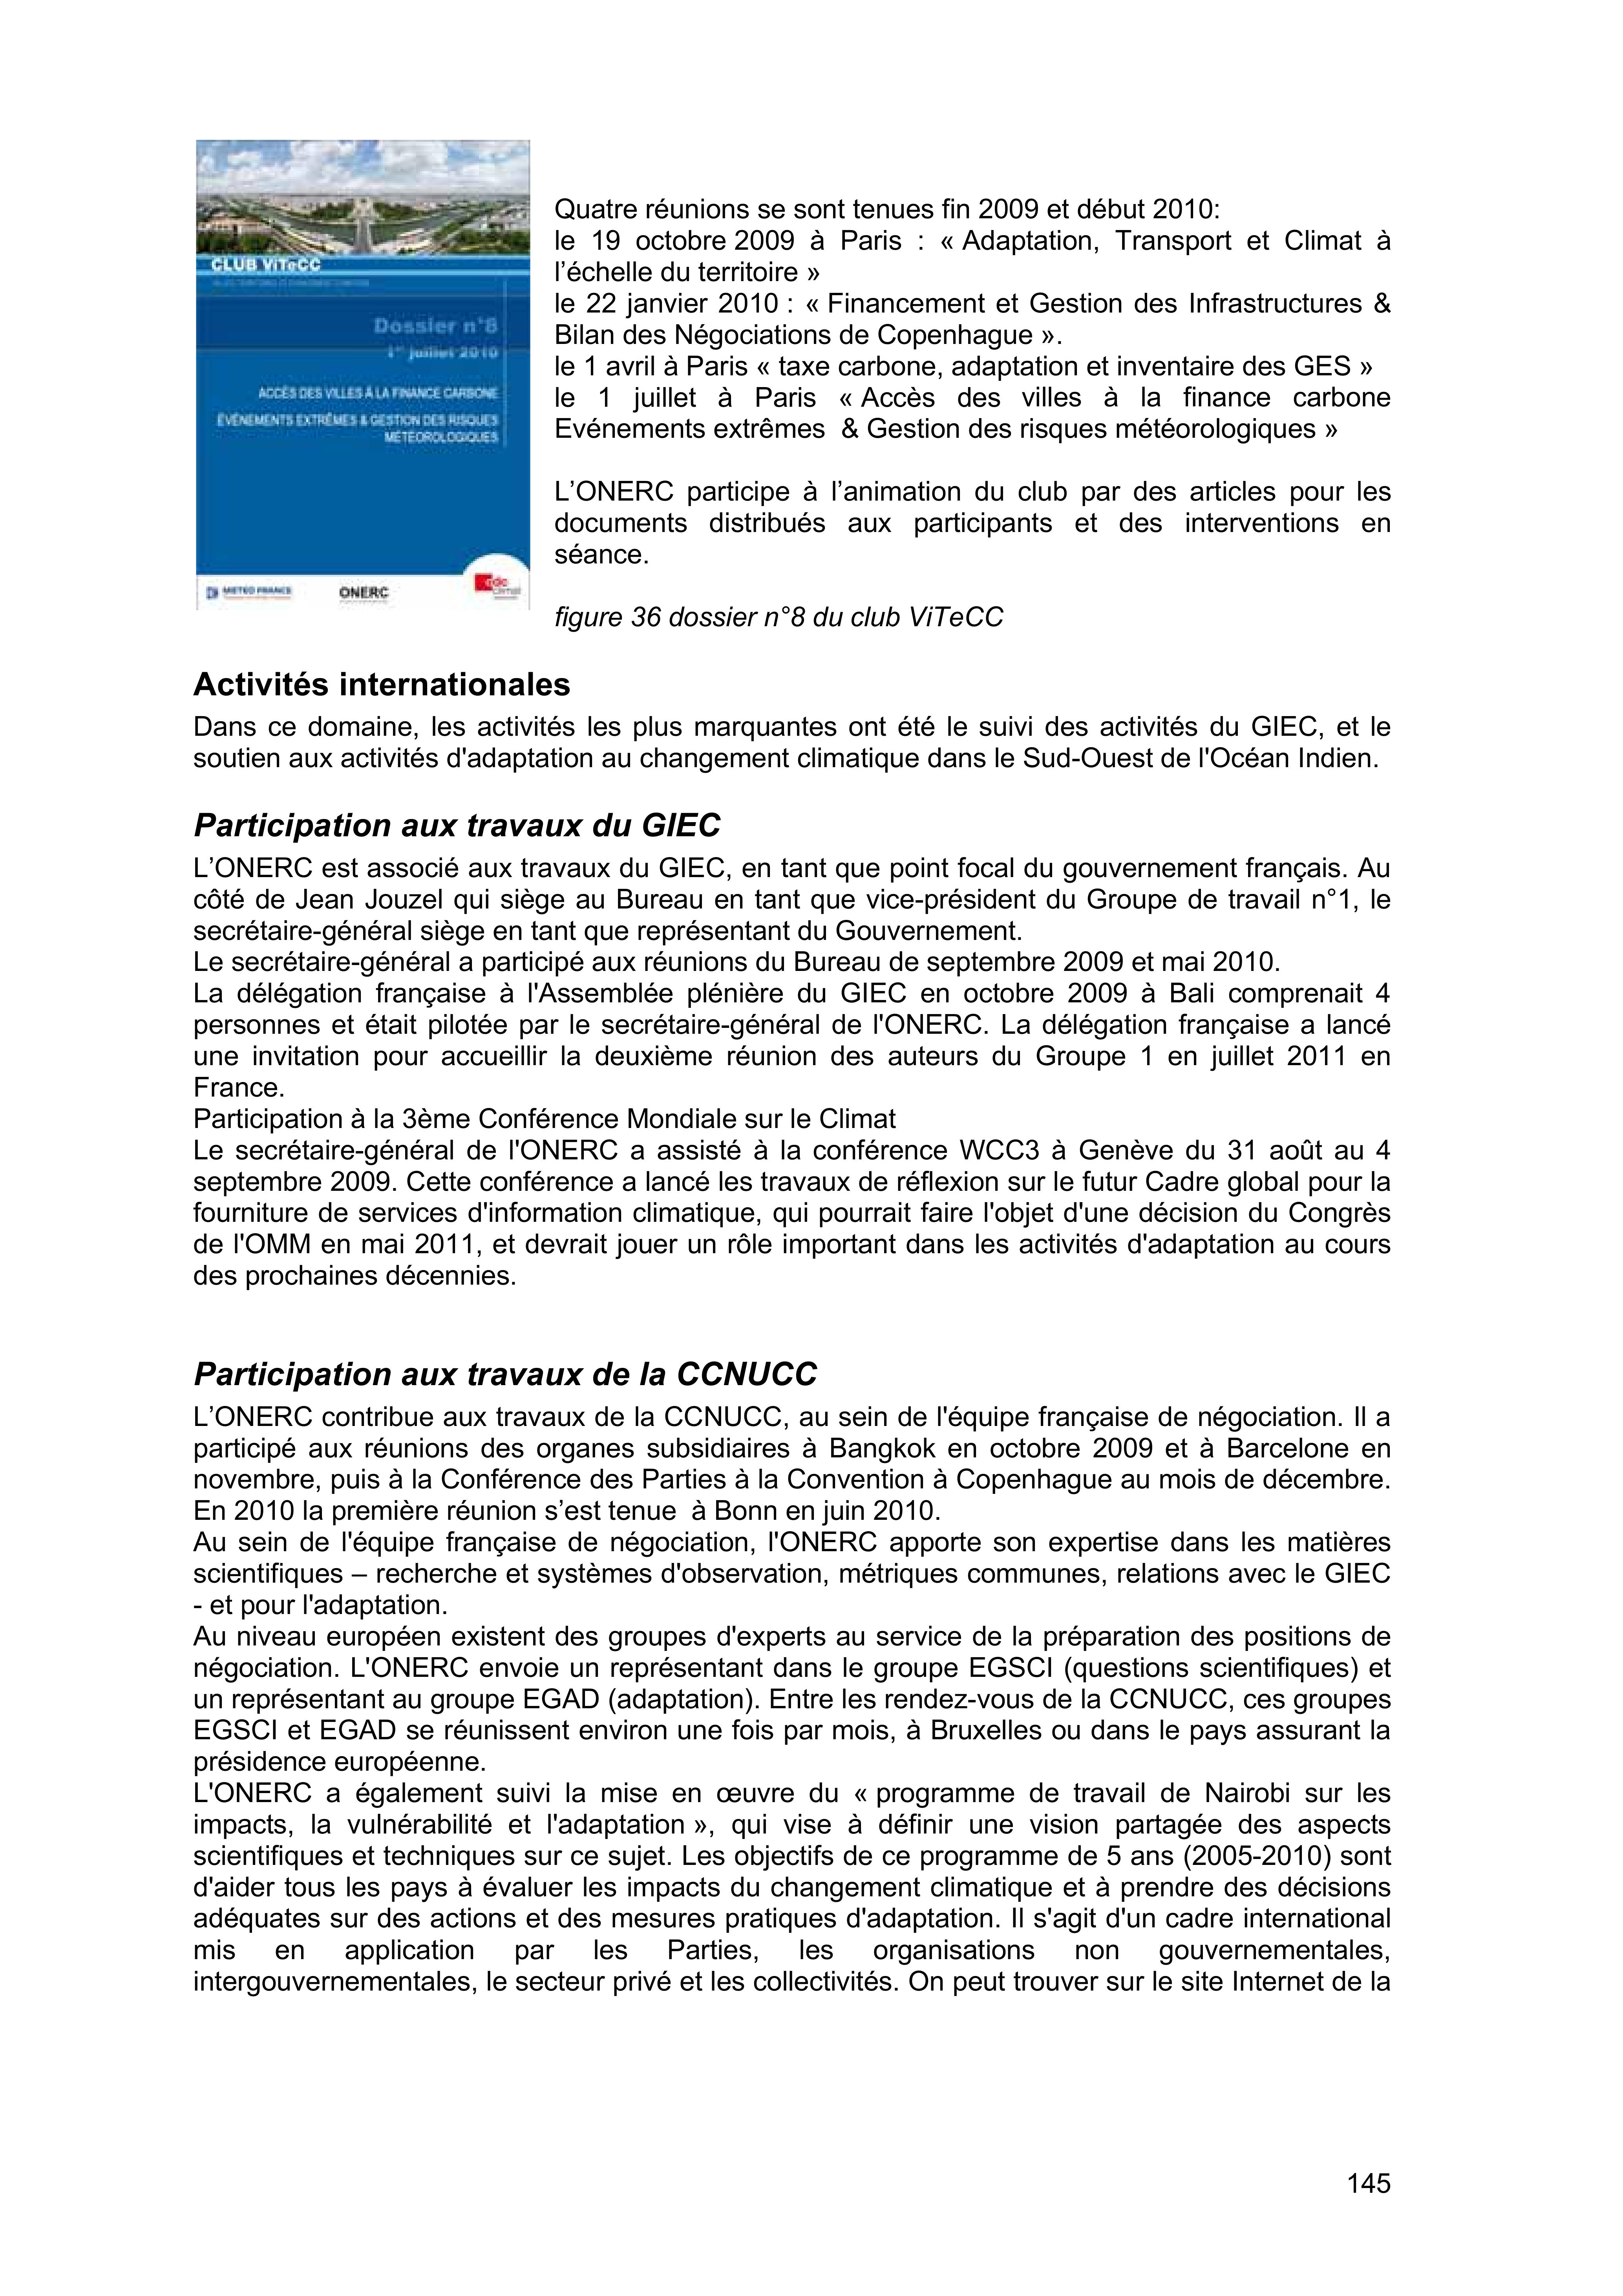 CLUB ViTeCC
Dossier n°8
1er juillet 2010
ACCÈS DES VILLES À LA FINANCE CARBONE
ÉVÉNEMENTS EXTRÊMES & GESTION DES RISQUES
MÉTÉOROLOGIQUES
METEO FRANCE
ONERC
cdc
climat
Quatre réunions se sont tenues fin 2009 et début 2010:
le 19 octobre 2009 à Paris : « Adaptation, Transport et Climat à
l’échelle du territoire »
le 22 janvier 2010 : « Financement et Gestion des Infrastructures &
Bilan des Négociations de Copenhague ».
le 1 avril à Paris « taxe carbone, adaptation et inventaire des GES »
le 1 juillet à Paris « Accès des villes à la finance carbone
Evénements extrêmes & Gestion des risques météorologiques »
L’ONERC participe à l’animation du club par des articles pour les
documents distribués aux participants et des interventions en
séance.
figure 36 dossier n°8 du club ViTeCC
Activités internationales
Dans ce domaine, les activités les plus marquantes ont été le suivi des activités du GIEC, et le
soutien aux activités d'adaptation au changement climatique dans le Sud-Ouest de l'Océan Indien.
Participation aux travaux du GIEC
L’ONERC est associé aux travaux du GIEC, en tant que point focal du gouvernement français. Au
côté de Jean Jouzel qui siège au Bureau en tant que vice-président du Groupe de travail n°1, le
secrétaire-général siège en tant que représentant du Gouvernement.
Le secrétaire-général a participé aux réunions du Bureau de septembre 2009 et mai 2010.
La délégation française à l'Assemblée plénière du GIEC en octobre 2009 à Bali comprenait 4
personnes et était pilotée par le secrétaire-général de l'ONERC. La délégation française a lancé
une invitation pour accueillir la deuxième réunion des auteurs du Groupe 1 en juillet 2011 en
France.
Participation à la 3ème Conférence Mondiale sur le Climat
Le secrétaire-général de l'ONERC a assisté à la conférence WCC3 à Genève du 31 août au 4
septembre 2009. Cette conférence a lancé les travaux de réflexion sur le futur Cadre global pour la
fourniture de services d'information climatique, qui pourrait faire l'objet d'une décision du Congrès
de l'OMM en mai 2011, et devrait jouer un rôle important dans les activités d'adaptation au cours
des prochaines décennies.
Participation aux travaux de la CCNUCC
L’ONERC contribue aux travaux de la CCNUCC, au sein de l'équipe française de négociation. Il a
participé aux réunions des organes subsidiaires à Bangkok en octobre 2009 et à Barcelone en
novembre, puis à la Conférence des Parties à la Convention à Copenhague au mois de décembre.
En 2010 la première réunion s’est tenue à Bonn en juin 2010.
Au sein de l'équipe française de négociation, l'ONERC apporte son expertise dans les matières
scientifiques – recherche et systèmes d'observation, métriques communes, relations avec le GIEC
- et pour l'adaptation.
Au niveau européen existent des groupes d'experts au service de la préparation des positions de
négociation. L'ONERC envoie un représentant dans le groupe EGSCI (questions scientifiques) et
un représentant au groupe EGAD (adaptation). Entre les rendez-vous de la CCNUCC, ces groupes
EGSCI et EGAD se réunissent environ une fois par mois, à Bruxelles ou dans le pays assurant la
présidence européenne.
L'ONERC a également suivi la mise en œuvre du « programme de travail de Nairobi sur les
impacts, la vulnérabilité et l'adaptation », qui vise à définir une vision partagée des aspects
scientifiques et techniques sur ce sujet. Les objectifs de ce programme de 5 ans (2005-2010) sont
d'aider tous les pays à évaluer les impacts du changement climatique et à prendre des décisions
adéquates sur des actions et des mesures pratiques d'adaptation. Il s'agit d'un cadre international
mis en application par les Parties, les organisations non gouvernementales,
intergouvernementales, le secteur privé et les collectivités. On peut trouver sur le site Internet de la
145